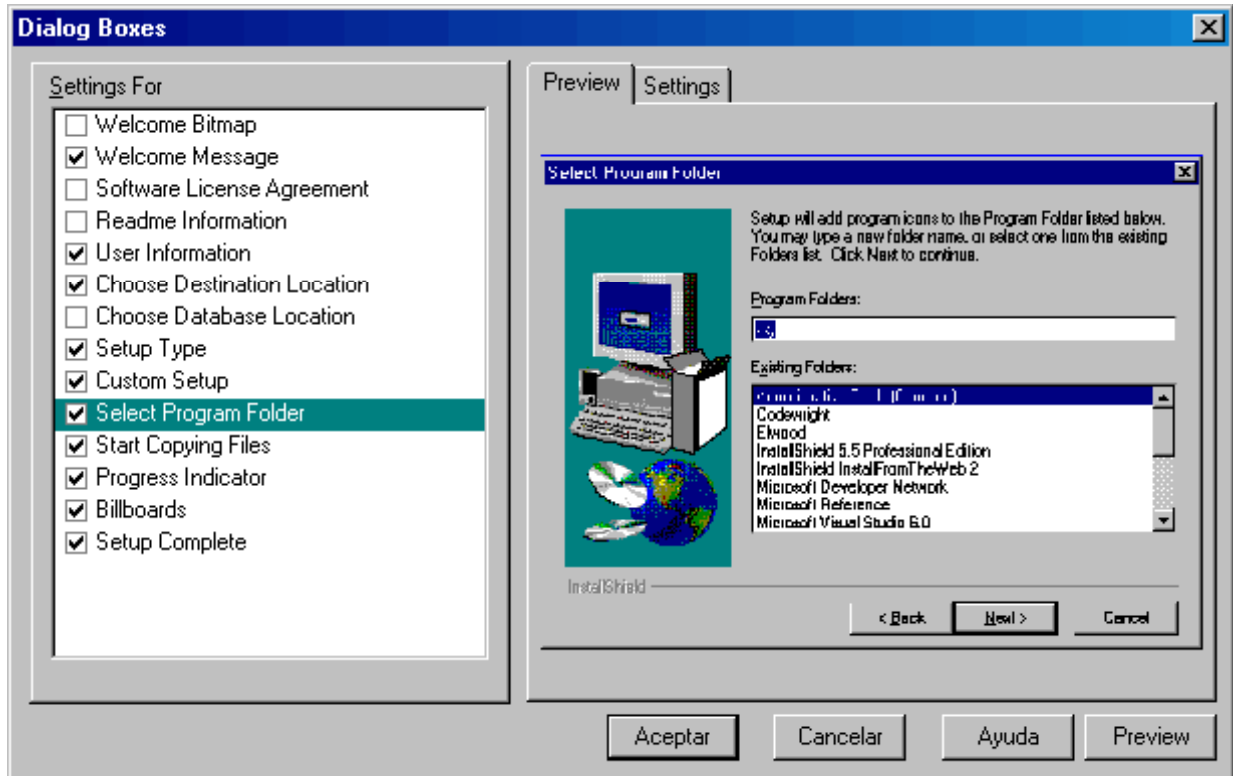 Dialog Boxes
Settings For
Welcome Bitmap
Welcome Message
Software License Agreement
Readme Information
User Information
Choose Destination Location
Choose Database Location
Setup Type
Custom Setup
Select Program Folder
Start Copying Files
Progress Indicator
Billboards
Setup Complete
Preview
Settings
Select Program Folder
Setup will add program icons to the Program Folder listed below.
You may type a new folder name, or select one from the existing
Folders list. Click Next to continue.
Program Folders:
Existing Folders:
Codewright
Elwood
InstallShield 5.5 Professional Edition
InstallShield InstallFromTheWeb 2
Microsoft Developer Network
Microsoft Reference
Microsoft Visual Studio 6.0
InstallShield
< Back
Next >
Cancel
Aceptar
Cancelar
Ayuda
Preview